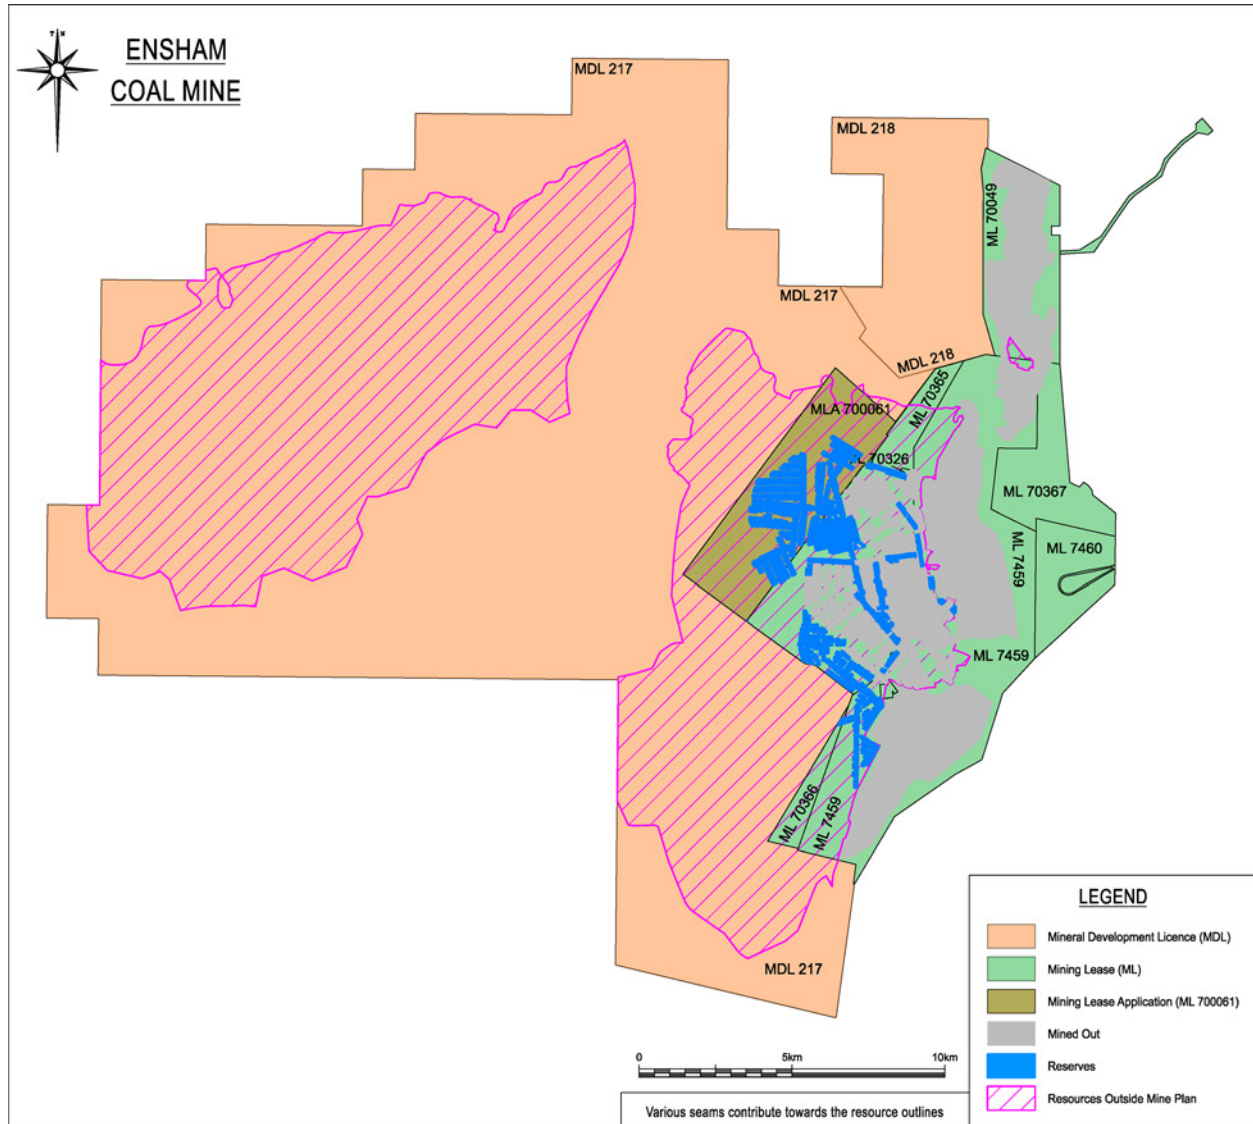 T N
ENSHAM
COAL MINE
MDL 217
MDL 218
ML 70049
MDL 217
MDL 218
ML 70365
MLA 700061
ML 70326
ML 70367
ML 7459
ML 7460
ML 7459
ML 70366
ML 7459
MDL 217
0 5km 10km
Various seams contribute towards the resource outlines
LEGEND
Mineral Development Licence (MDL)
Mining Lease (ML)
Mining Lease Application (ML 700061)
Mined Out
Reserves
Resources Outside Mine Plan